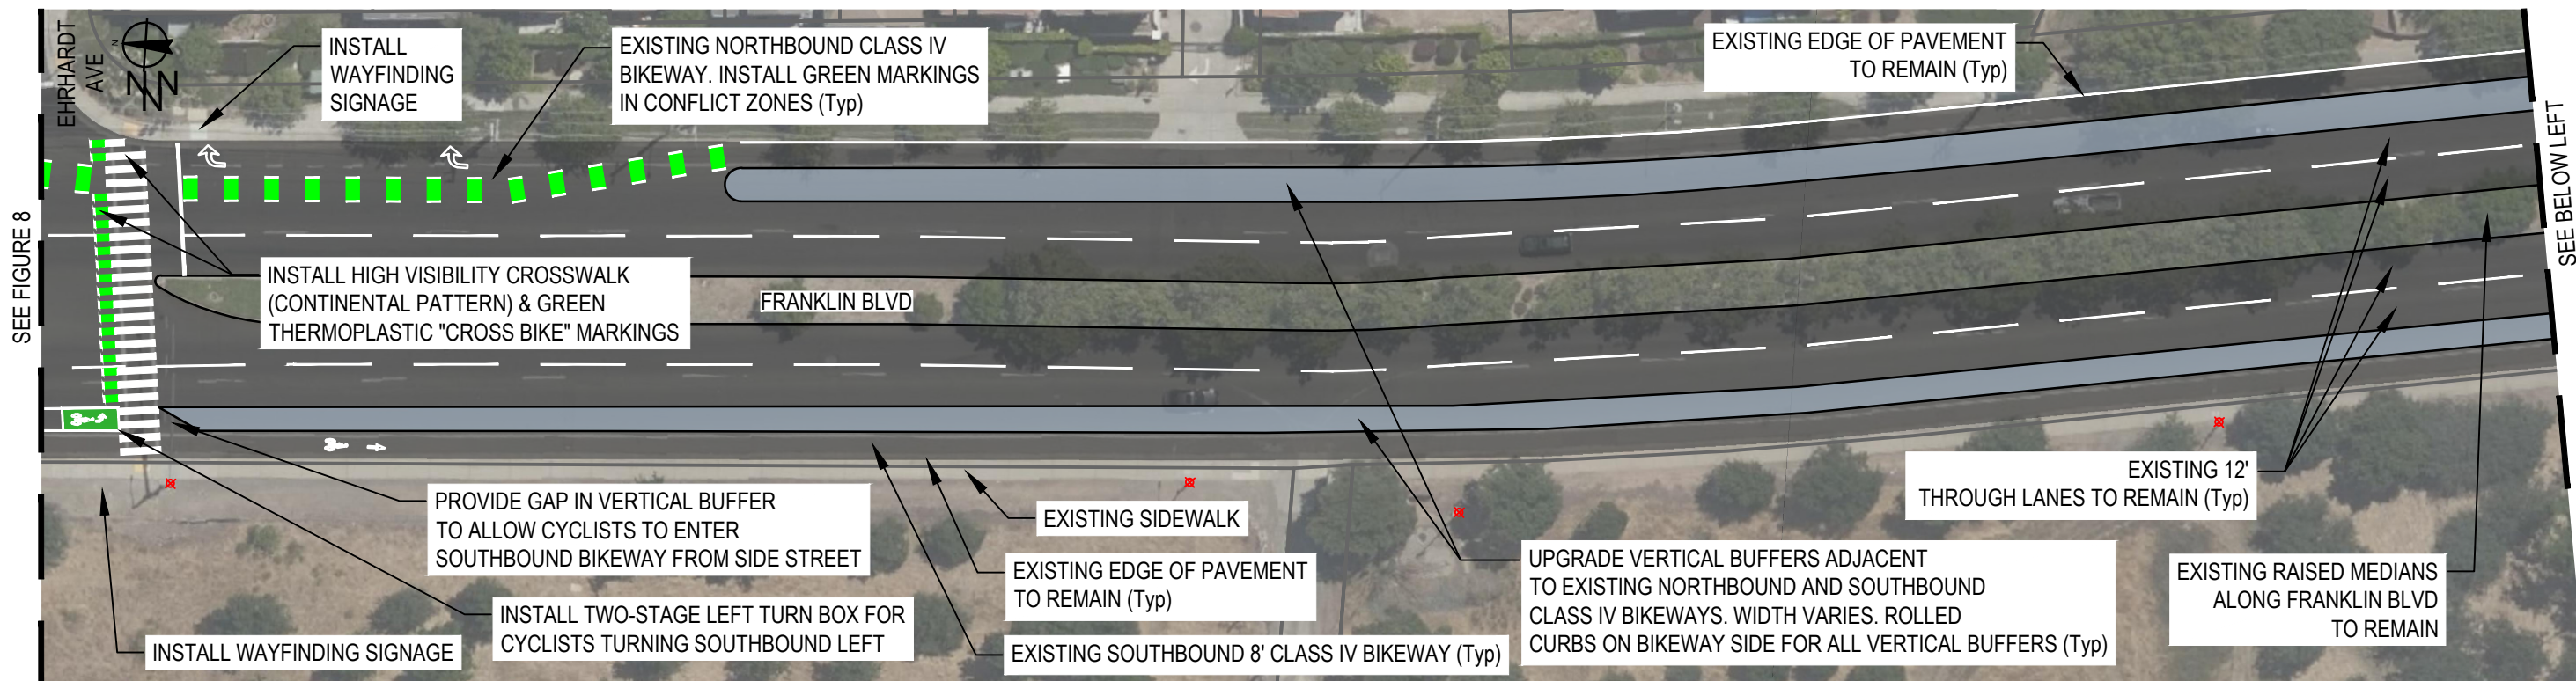 EHRHARDT
AVE
N
N
N
N
INSTALL
WAYFINDING
SIGNAGE
EXISTING NORTHBOUND CLASS IV
BIKEWAY. INSTALL GREEN MARKINGS
IN CONFLICT ZONES (Typ)
EXISTING EDGE OF PAVEMENT
TO REMAIN (Typ)
SEE FIGURE 8
SEE BELOW LEFT
INSTALL HIGH VISIBILITY CROSSWALK
(CONTINENTAL PATTERN) & GREEN
THERMOPLASTIC "CROSS BIKE" MARKINGS
FRANKLIN BLVD
PROVIDE GAP IN VERTICAL BUFFER
TO ALLOW CYCLISTS TO ENTER
SOUTHBOUND BIKEWAY FROM SIDE STREET
EXISTING SIDEWALK
EXISTING 12'
THROUGH LANES TO REMAIN (Typ)
INSTALL WAYFINDING SIGNAGE
INSTALL TWO-STAGE LEFT TURN BOX FOR
CYCLISTS TURNING SOUTHBOUND LEFT
EXISTING EDGE OF PAVEMENT
TO REMAIN (Typ)
EXISTING SOUTHBOUND 8' CLASS IV BIKEWAY (Typ)
UPGRADE VERTICAL BUFFERS ADJACENT
TO EXISTING NORTHBOUND AND SOUTHBOUND
CLASS IV BIKEWAYS. WIDTH VARIES. ROLLED
CURBS ON BIKEWAY SIDE FOR ALL VERTICAL BUFFERS (Typ)
EXISTING RAISED MEDIANS
ALONG FRANKLIN BLVD
TO REMAIN